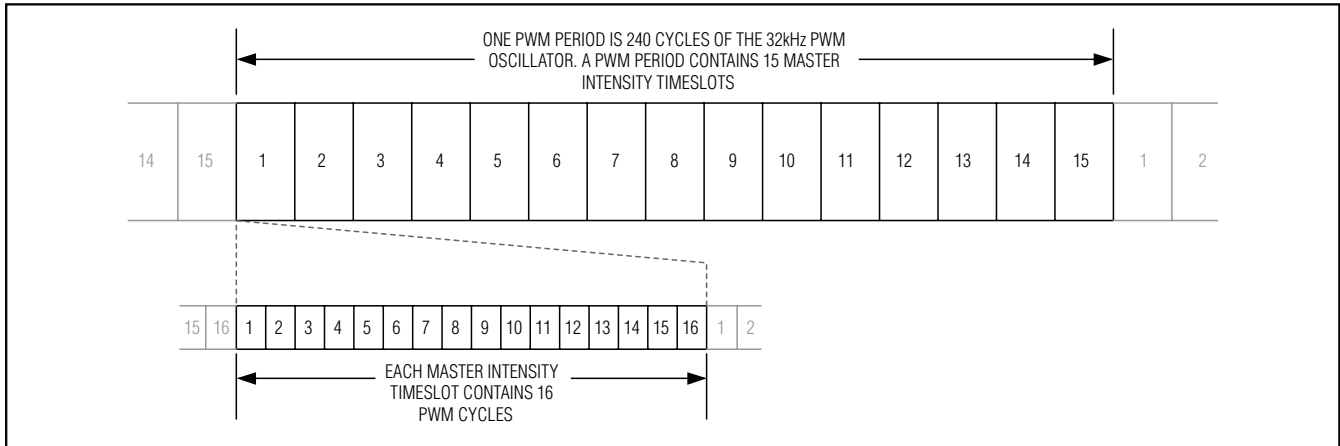 ONE PWM PERIOD IS 240 CYCLES OF THE 32kHz PWM
OSCILLATOR. A PWM PERIOD CONTAINS 15 MASTER
INTENSITY TIMESLOTS
14 15 1 2 3 4 5 6 7 8 9 10 11 12 13 14 15 1 2
15 16 1 2 3 4 5 6 7 8 9 10 11 12 13 14 15 16 1 2
EACH MASTER INTENSITY
TIMESLOT CONTAINS 16
PWM CYCLES